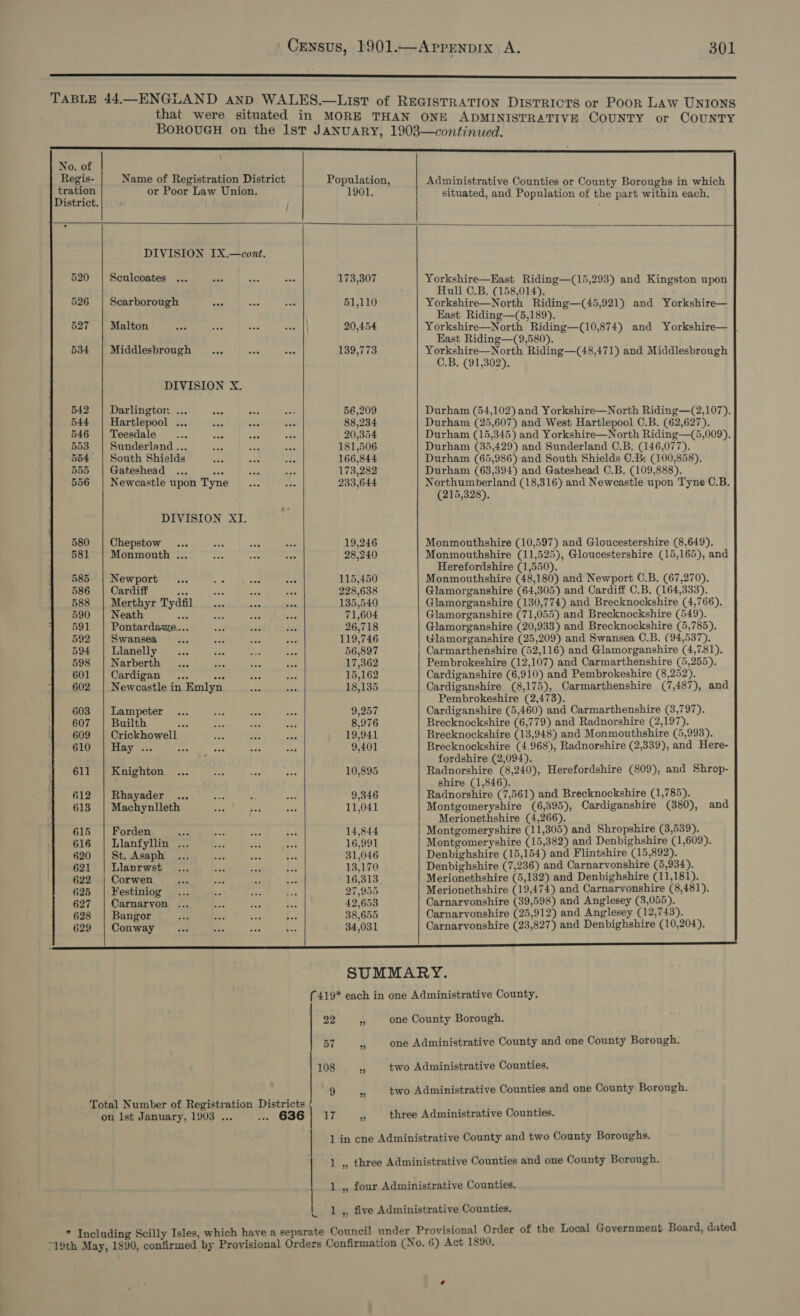 Census, 1901.—Appendix A. 301
TABLE 44.—ENGLAND AND WALES.—List of Registration Districts or Poor Law Unions
that were situated in MORE THAN ONE ADMINISTRATIVE County or County
Borough on the 1st January, 1903—continued.
No. of Registration District. | Name of Registration District or Poor Law Union. | Population, 1901. | Administrative Counties or County Boroughs in which situated, and Population of the part within each.
DIVISION IX.—cont.
520 Sculcoates ... 173,307 Yorkshire—East Riding—(15,293) and Kingston upon
Hull C.B. (158,014).
526 Scarborough ... 51,110 Yorkshire—North Riding—(45,921) and Yorkshire—
East Riding—(5,189).
527 Malton ... 20,454 Yorkshire—North Riding—(10,874) and Yorkshire—
East Riding—(9,580).
534 Middlesbrough ... 139,773 Yorkshire—North Riding—(48,471) and Middlesbrough
C.B. (91,302).
DIVISION X.
542 Darlington ... 56,209 Durham (54,102) and Yorkshire—North Riding—(2,107).
544 Hartlepool ... 88,234 Durham (25,607) and West Hartlepool C.B. (62,627).
546 Teesdale ... 20,354 Durham (15,345) and Yorkshire—North Riding—(5,009).
553 Sunderland ... 181,506 Durham (35,429) and Sunderland C.B. (146,077).
554 South Shields ... 166,844 Durham (65,986) and South Shields C.B. (100,858).
555 Gateshead ... 173,282 Durham (63,394) and Gateshead C.B. (109,888).
556 Newcastle upon Tyne ... 233,644 Northumberland (18,316) and Newcastle upon Tyne C.B.
(215,328).
DIVISION XI.
580 Chepstow ... 19,246 Monmouthshire (10,597) and Gloucestershire (8,649).
581 Monmouth ... 28,240 Monmouthshire (11,525), Gloucestershire (15,165), and
Herefordshire (1,550).
585 Newport ... 115,450 Monmouthshire (48,180) and Newport C.B. (67,270).
586 Cardiff ... 228,638 Glamorganshire (64,305) and Cardiff C.B. (164,333).
588 Merthyr Tydfil ... 135,540 Glamorganshire (130,774) and Brecknockshire (4,766).
590 Neath ... 71,604 Glamorganshire (71,055) and Brecknockshire (549).
591 Pontardawe... 26,718 Glamorganshire (20,933) and Brecknockshire (5,785).
592 Swansea ... 119,746 Glamorganshire (25,209) and Swansea C.B. (94,537).
594 Llanelly ... 56,897 Carmarthenshire (52,116) and Glamorganshire (4,781).
598 Narberth ... 17,362 Pembrokeshire (12,107) and Carmarthenshire (5,255).
601 Cardigan ... 15,162 Cardiganshire (6,910) and Pembrokeshire (8,252).
602 Newcastle in Emlyn ... 18,135 Cardiganshire (8,175), Carmarthenshire (7,487), and
Pembrokeshire (2,473).
603 Lampeter ... 9,257 Cardiganshire (5,460) and Carmarthenshire (3,797).
607 Builth ... 8,976 Brecknockshire (6,779) and Radnorshire (2,197).
609 Crickhowell ... 19,941 Brecknockshire (13,948) and Monmouthshire (5,993).
610 Hay ... 9,401 Brecknockshire (4,968), Radnorshire (2,339), and Here-
fordshire (2,094).
611 Knighton ... 10,895 Radnorshire (8,240), Herefordshire (809), and Shrop-
shire (1,846).
612 Rhayader ... 9,346 Radnorshire (7,561) and Brecknockshire (1,785).
613 Machynlleth ... 11,041 Montgomeryshire (6,395), Cardiganshire (380), and
Merionethshire (4,266).
615 Forden ... 14,844 Montgomeryshire (11,305) and Shropshire (3,539).
616 Llanfyllin ... 16,991 Montgomeryshire (15,382) and Denbighshire (1,609).
620 St. Asaph ... 31,046 Denbighshire (15,154) and Flintshire (15,892).
621 Llanrwst ... 13,170 Denbighshire (7,236) and Carnarvonshire (5,934).
622 Corwen ... 16,313 Merionethshire (5,132) and Denbighshire (11,181).
625 Festiniog ... 27,955 Merionethshire (19,474) and Carnarvonshire (8,481).
627 Carnarvon ... 42,653 Carnarvonshire (39,598) and Anglesey (3,055).
628 Bangor ... 38,655 Carnarvonshire (25,912) and Anglesey (12,743).
629 Conway ... 34,031 Carnarvonshire (23,827) and Denbighshire (10,204).
SUMMARY.
Total Number of Registration Districts
on 1st January, 1903 ... ... 636
419* each in one Administrative County.
22 „ one County Borough.
57 „ one Administrative County and one County Borough.
108 „ two Administrative Counties.
9 „ two Administrative Counties and one County Borough.
17 „ three Administrative Counties.
1 in one Administrative County and two County Boroughs.
1 „ three Administrative Counties and one County Borough.
1 „ four Administrative Counties.
1 „ five Administrative Counties.
* Including Scilly Isles, which have a separate Council under Provisional Order of the Local Government Board, dated
19th May, 1890, confirmed by Provisional Orders Confirmation (No. 6) Act 1890.